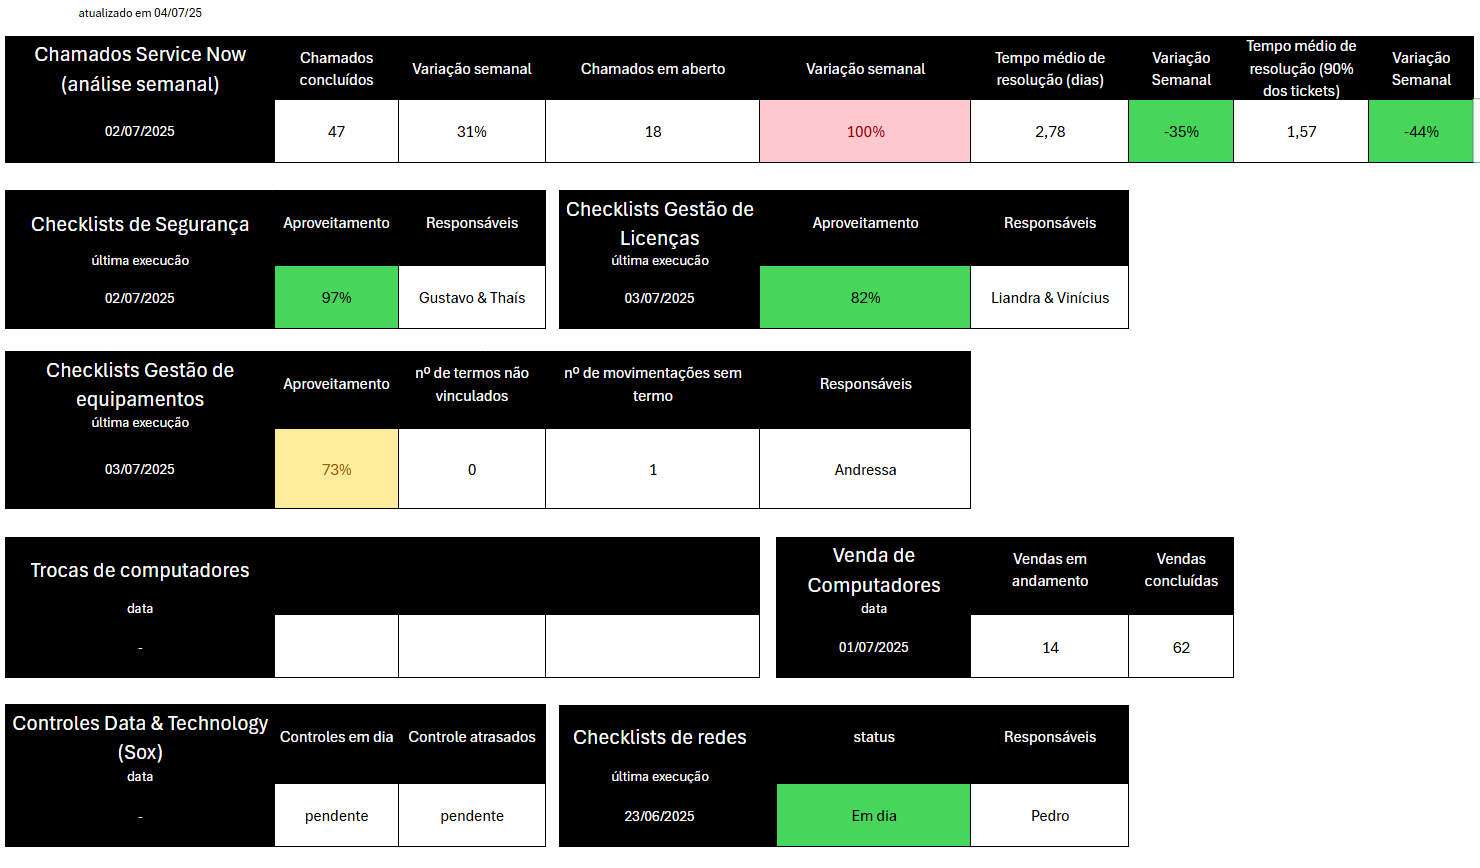 atualizado em 04/07/25
Chamados Service Now
(análise semanal)
02/07/2025
Chamados
concluídos
47
Variação semanal
31%
Chamados em aberto
18
Variação semanal
100%
Tempo médio de
resolução (dias)
2,78
Variação
Semanal
-35%
Tempo médio de
resolução (90%
dos tickets)
1,57
Variação
Semanal
-44%
Checklists de Segurança
última execucão
02/07/2025
Aproveitamento
97%
Responsáveis
Gustavo & Thaís
Checklists Gestão de
Licenças
última execucão
03/07/2025
Aproveitamento
82%
Responsáveis
Liandra & Vinícius
Checklists Gestão de
equipamentos
última execucão
03/07/2025
Aproveitamento
73%
nº de termos não
vinculados
0
nº de movimentações sem
termo
1
Responsáveis
Andressa
Trocas de computadores
data
-
Venda de
Computadores
data
01/07/2025
Vendas em
andamento
14
Vendas
concluídas
62
Controles Data & Technology
(Sox)
data
-
Controles em dia
pendente
Controle atrasados
pendente
Checklists de redes
última execucão
23/06/2025
status
Em dia
Responsáveis
Pedro